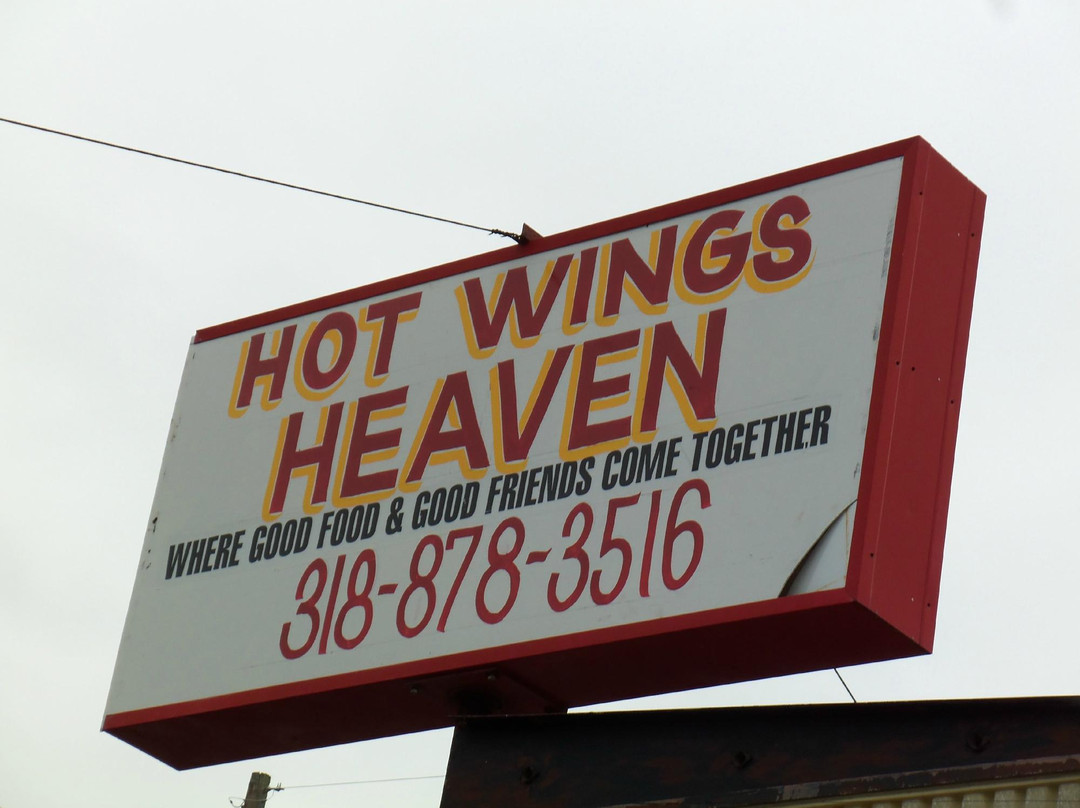 HOT WINGS
HEAVEN
WHERE GOOD FOOD & GOOD FRIENDS COME TOGETHER
318-878-3516